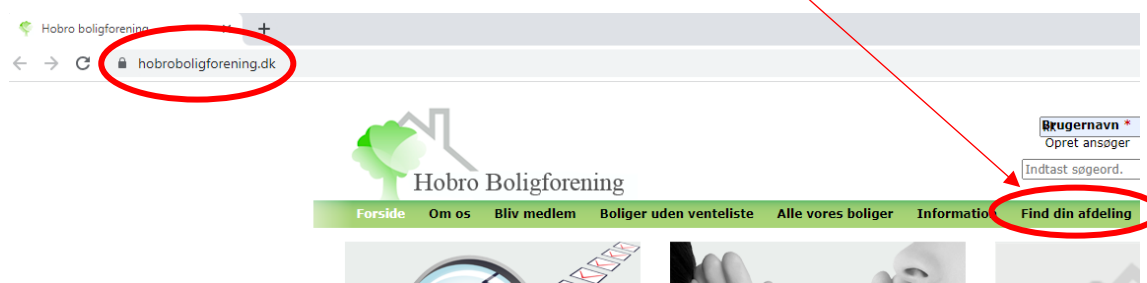 Hobro boligforening
hobroboligforening.dk
Hobro Boligforening
Brugernavn *
Opret ansøger
Indtast søgeord.
Forside Om os Bliv medlem Boliger uden venteliste Alle vores boliger Information Find din afdeling